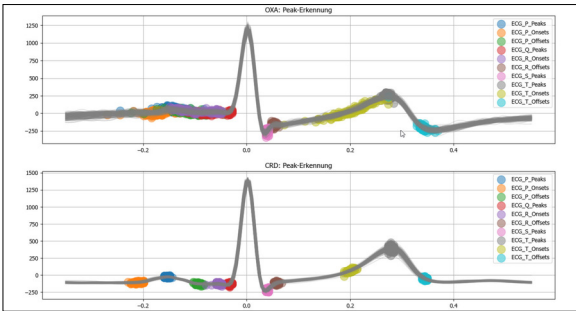 OXA: Peak-Erkennung
1250
1000
750
500
250
0
−250
−0.2
0.0
0.2
0.4
ECG_P_Peaks
ECG_P_Onsets
ECG_P_Offsets
ECG_Q_Peaks
ECG_R_Onsets
ECG_R_Offsets
ECG_S_Peaks
ECG_T_Peaks
ECG_T_Onsets
ECG_T_Offsets
CRD: Peak-Erkennung
1500
1250
1000
750
500
250
0
−250
−0.2
0.0
0.2
0.4
ECG_P_Peaks
ECG_P_Onsets
ECG_P_Offsets
ECG_Q_Peaks
ECG_R_Onsets
ECG_R_Offsets
ECG_S_Peaks
ECG_T_Peaks
ECG_T_Onsets
ECG_T_Offsets